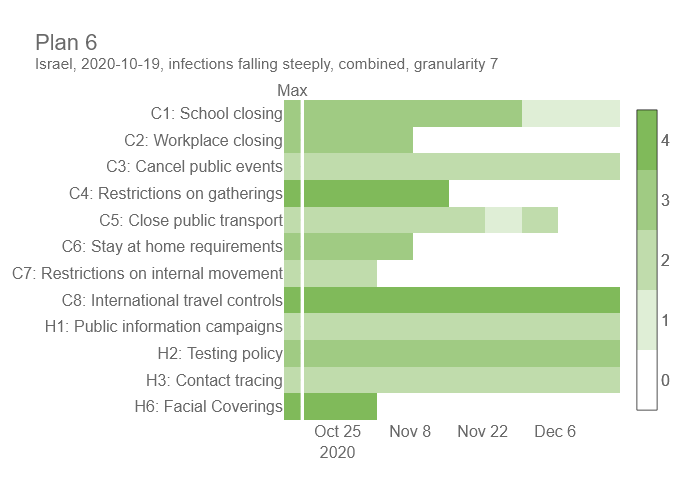 Plan 6
Israel, 2020-10-19, infections falling steeply, combined, granularity 7
Max
C1: School closing
C2: Workplace closing
C3: Cancel public events
C4: Restrictions on gatherings
C5: Close public transport
C6: Stay at home requirements
C7: Restrictions on internal movement
C8: International travel controls
H1: Public information campaigns
H2: Testing policy
H3: Contact tracing
H6: Facial Coverings
Oct 25 Nov 8 Nov 22 Dec 6
2020
4
3
2
1
0